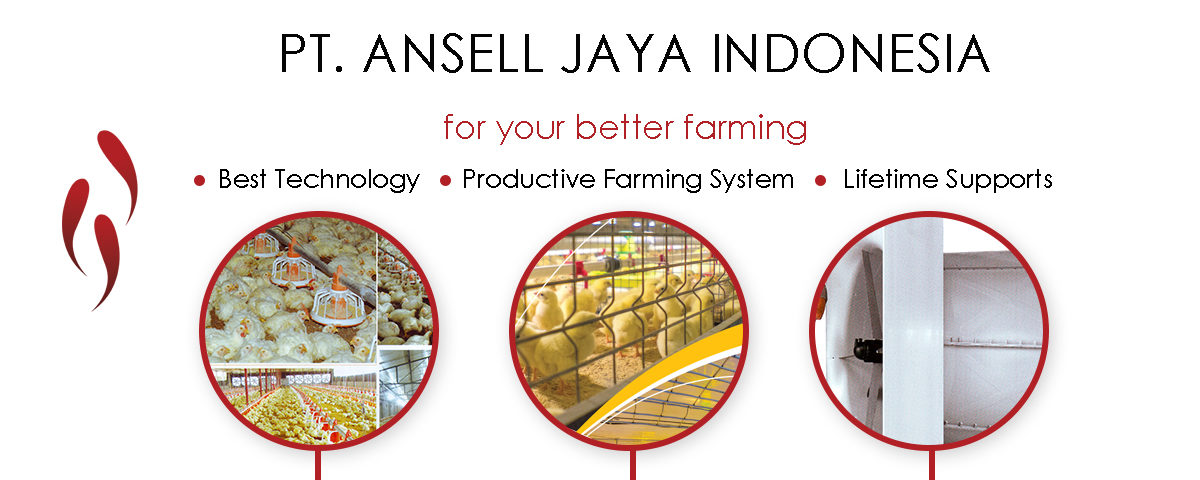 PT. ANSELL JAYA INDONESIA
for your better farming
• Best Technology • Productive Farming System • Lifetime Supports